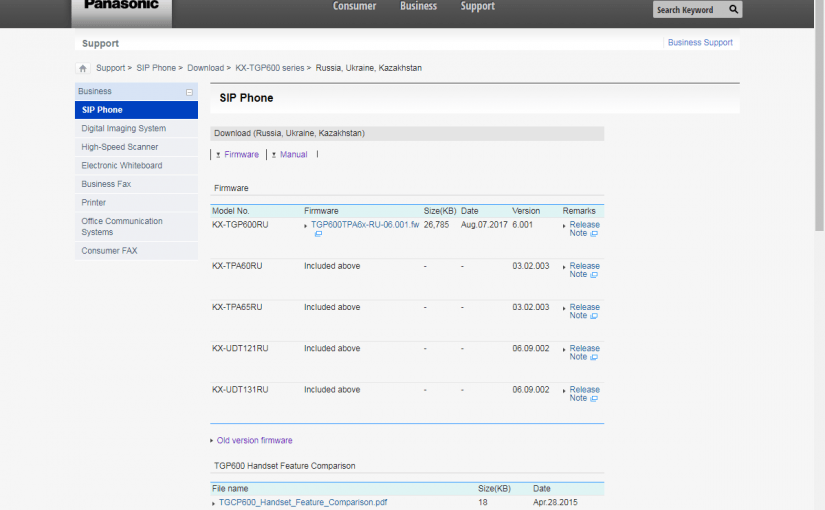 Panasonic
Consumer Business Support
Search Keyword
Support
Business Support
Support > SIP Phone > Download > KX-TGP600 series > Russia, Ukraine, Kazakhstan
Business
SIP Phone
Digital Imaging System
High-Speed Scanner
Electronic Whiteboard
Business Fax
Printer
Office Communication
Systems
Consumer FAX
SIP Phone
Download (Russia, Ukraine, Kazakhstan)
| Firmware | Manual |
Firmware
Model No. Firmware Size(KB) Date Version Remarks
KX-TGP600RU TGP600TPA6x-RU-06.001.fw 26,785 Aug.07.2017 6.001 Release
Note
KX-TPA60RU Included above - - 03.02.003 Release
Note
KX-TPA65RU Included above - - 03.02.003 Release
Note
KX-UDT121RU Included above - - 06.09.002 Release
Note
KX-UDT131RU Included above - - 06.09.002 Release
Note
Old version firmware
TGP600 Handset Feature Comparison
File name Size(KB) Date
TGCP600_Handset_Feature_Comparison.pdf 18 Apr.28.2015